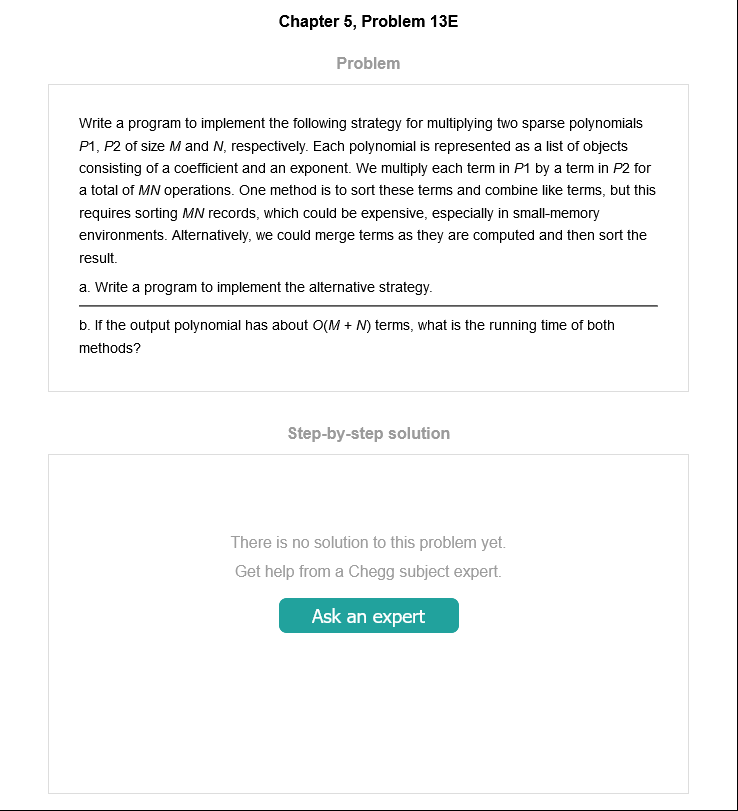 Chapter 5, Problem 13E
Problem
Write a program to implement the following strategy for multiplying two sparse polynomials
P1, P2 of size M and N, respectively. Each polynomial is represented as a list of objects
consisting of a coefficient and an exponent. We multiply each term in P1 by a term in P2 for
a total of MN operations. One method is to sort these terms and combine like terms, but this
requires sorting MN records, which could be expensive, especially in small-memory
environments. Alternatively, we could merge terms as they are computed and then sort the
result.
a. Write a program to implement the alternative strategy.
b. If the output polynomial has about O(M + N) terms, what is the running time of both
methods?
Step-by-step solution
There is no solution to this problem yet.
Get help from a Chegg subject expert.
Ask an expert